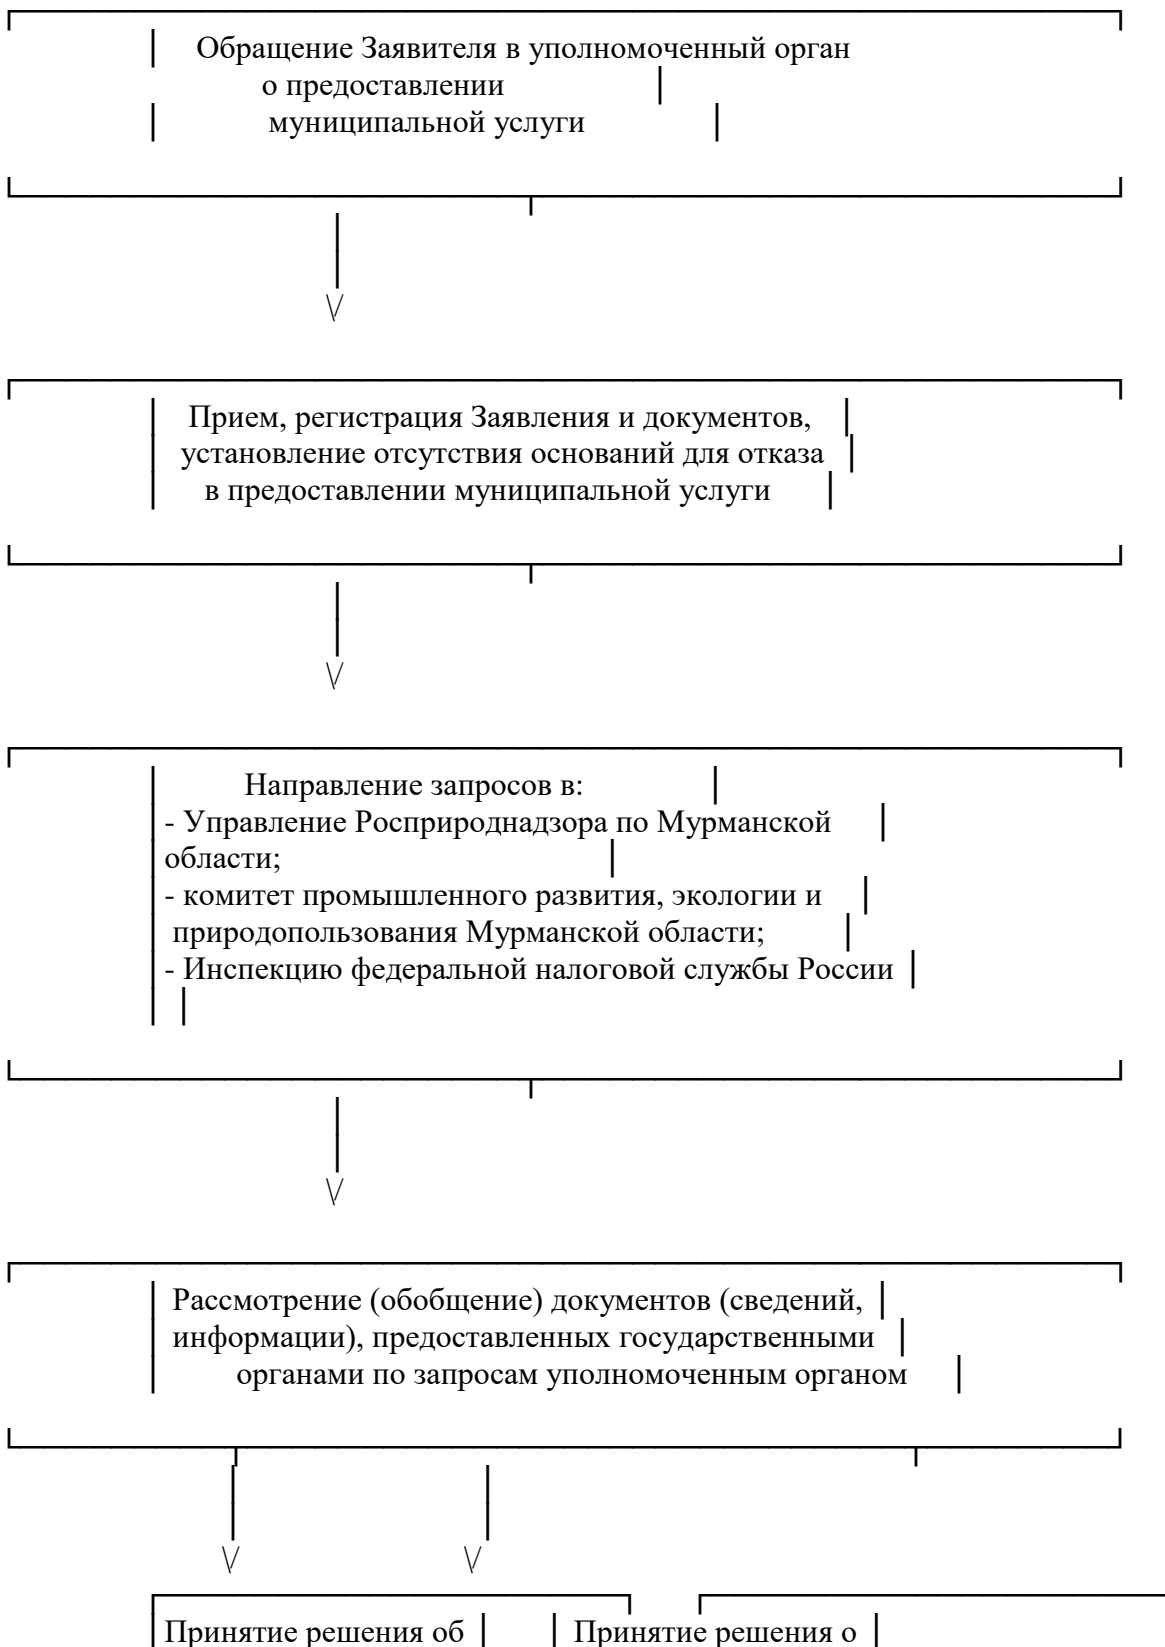 Обращение Заявителя в уполномоченный орган
о предоставлении
муниципальной услуги
Прием, регистрация Заявления и документов,
установление отсутствия оснований для отказа
в предоставлении муниципальной услуги
Направление запросов в:
- Управление Росприроднадзора по Мурманской
области;
- комитет промышленного развития, экологии и
природопользования Мурманской области;
- Инспекцию федеральной налоговой службы России
Рассмотрение (обобщение) документов (сведений,
информации), предоставленных государственными
органами по запросам уполномоченным органом
Принятие решения об
Принятие решения о